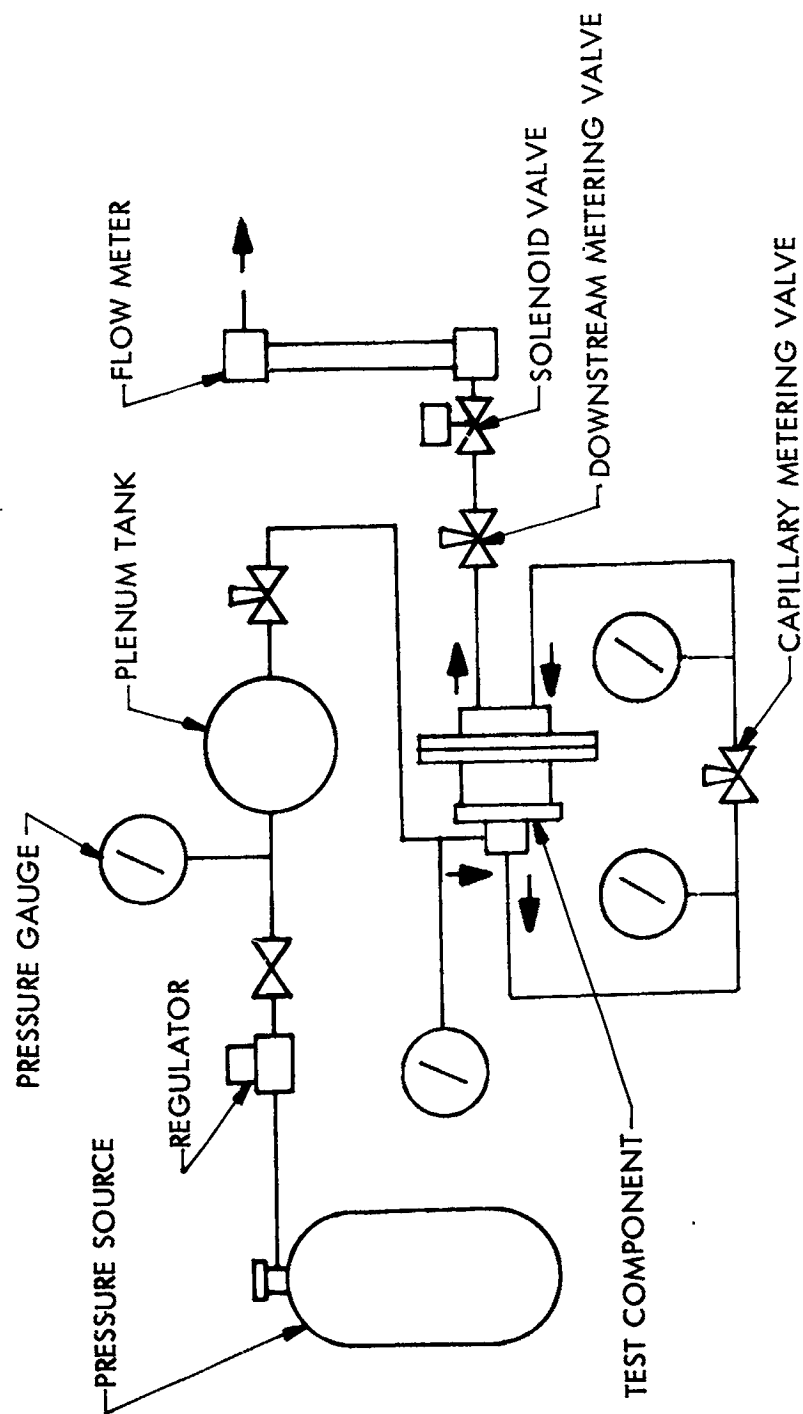 PRESSURE SOURCE
PRESSURE GAUGE
REGULATOR
PLENUM TANK
FLOW METER
SOLENOID VALVE
DOWNSTREAM METERING VALVE
CAPILLARY METERING VALVE
TEST COMPONENT